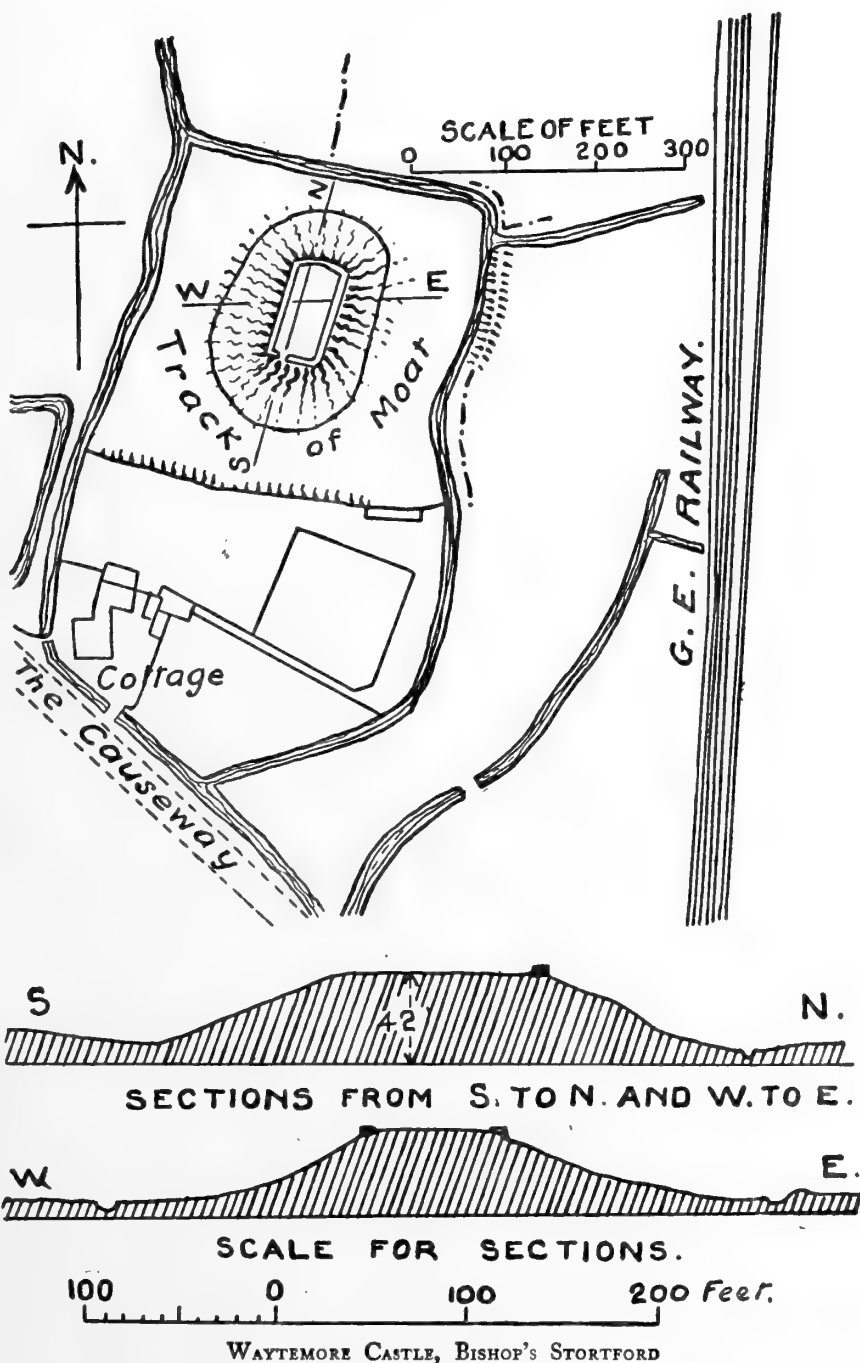 SCALE OF FEET
0 100 200 300
N.
N
W E
S
Tracks of Moat
G. E. RAILWAY.
Cottage
The Causeway
S N.
42
SECTIONS FROM S. TO N. AND W. TO E.
W E.
SCALE FOR SECTIONS.
100 0 100 200 Feet.
WAYTEMORE CASTLE, BISHOP'S STORTFORD